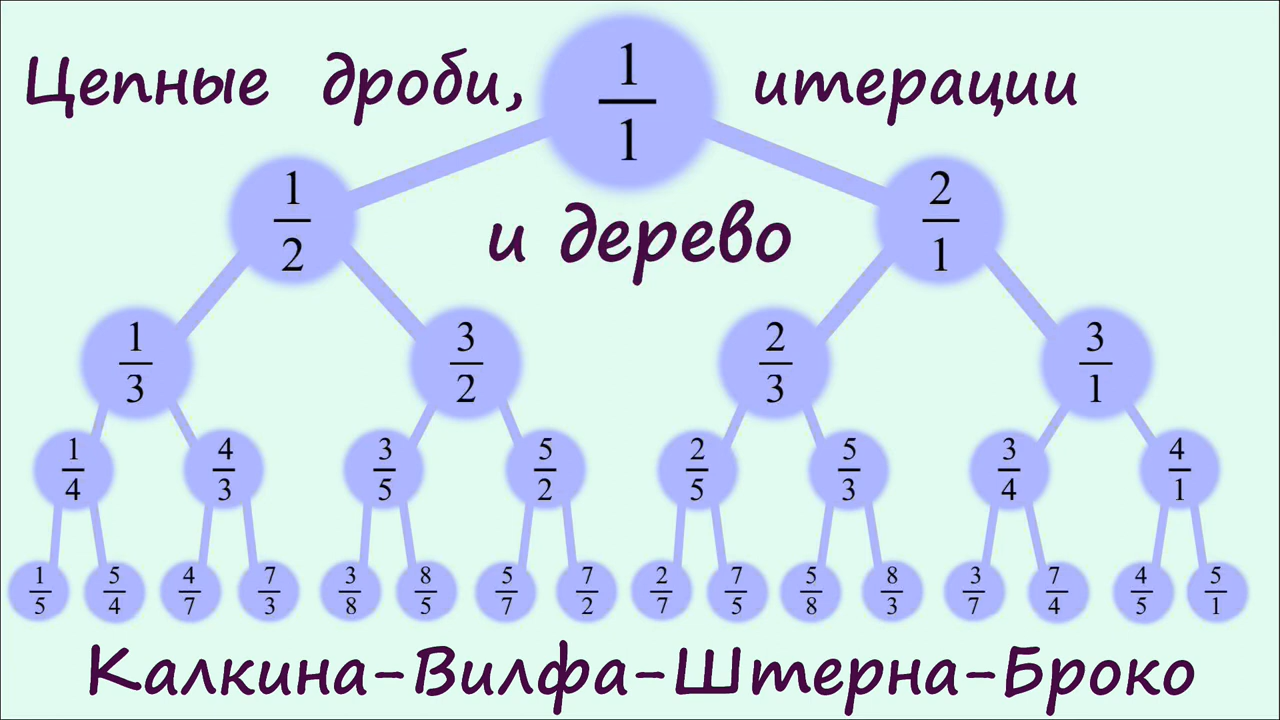 Цепные дроби, 1/1 итерации
1/2 и дерево 2/1
1/3 3/2 2/3 3/1
1/4 4/3 3/5 5/2 2/5 5/3 3/4 4/1
1/5 5/4 4/7 7/3 3/8 8/5 5/7 7/2 2/7 7/5 5/8 8/3 3/7 7/4 4/5 5/1
Калкина-Вилфа-Штерна-Броко